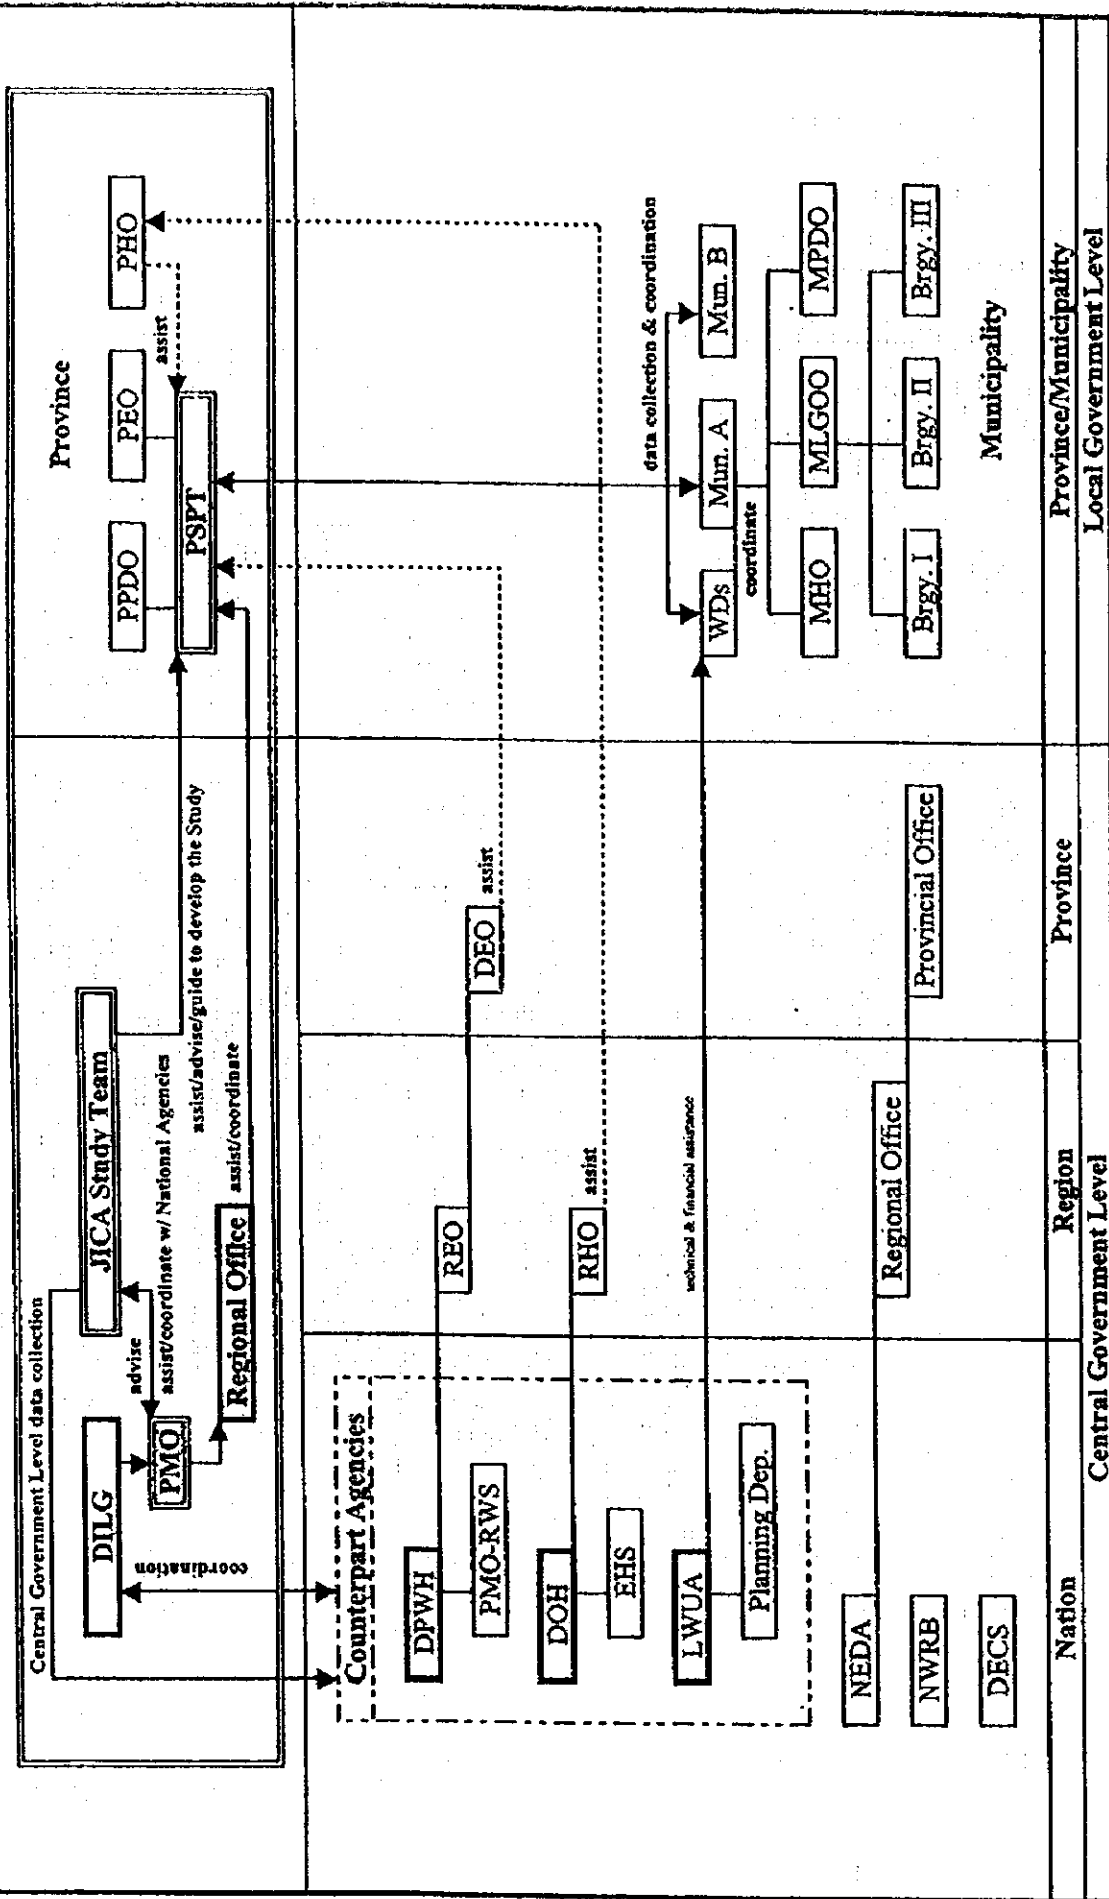 Central Government Level data collection
DILG
coordination
advise
PMO
JICA Study Team
assist/coordinate w/ National Agencies
assist/advise/guide to develop the Study
Regional Office
assist/coordinate
Province
PPDO
PEO
PHO
assist
PSPT
Counterpart Agencies
DPWH
PMO-RWS
REO
DEO
assist
DOH
EHS
RHO
assist
LWUA
Planning Dep.
technical & financial assistance
data collection & coordination
WDs
Mun. A
Mun. B
coordinate
MHO
MLGOO
MPDO
Brgy. I
Brgy. II
Brgy. III
Municipality
NEDA
Regional Office
Provincial Office
NWRB
DECS
Nation
Region
Province
Province/Municipality
Central Government Level
Local Government Level